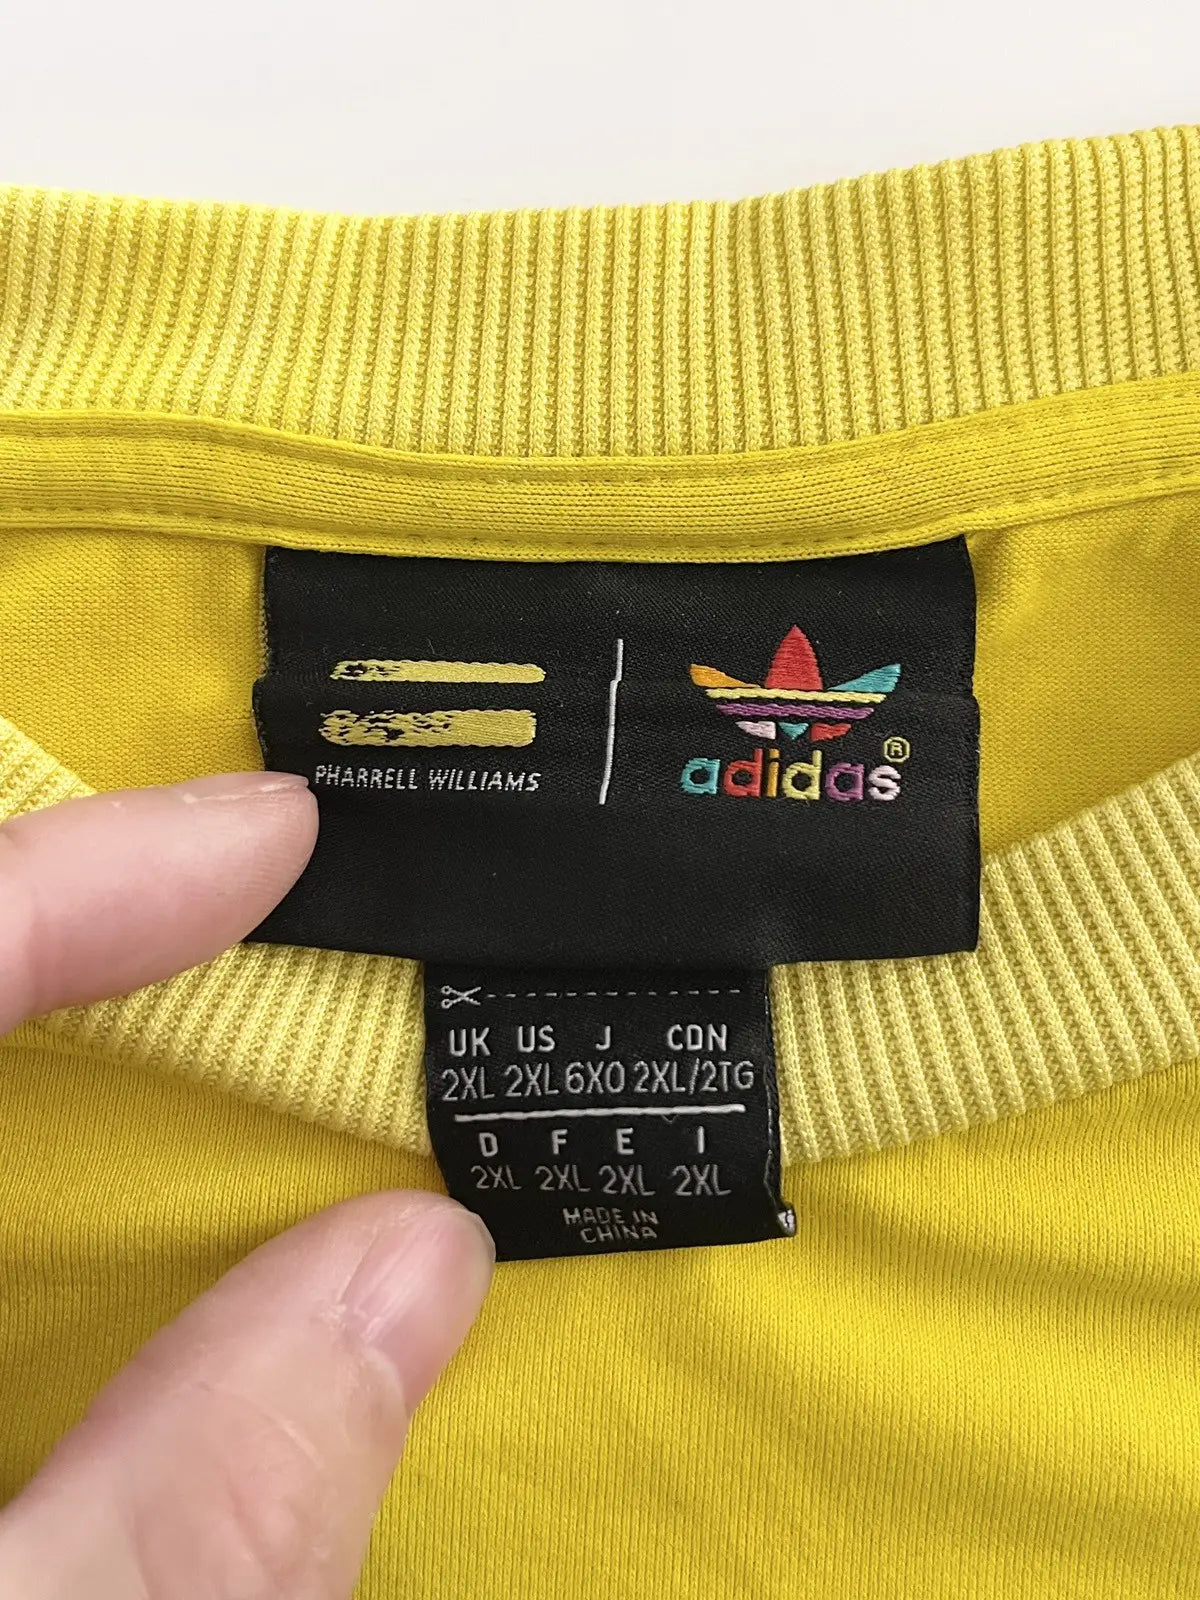 PHARRELL WILLIAMS
adidas®
UK US J CDN
2XL 2XL 6XO 2XL/2TG
D F E I
2XL 2XL 2XL 2XL
MADE IN
CHINA